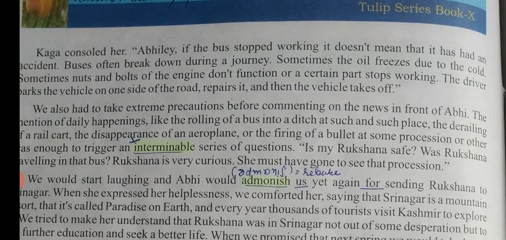 Tulip Series Book-X
Kaga consoled her. "Abhiley, if the bus stopped working it doesn't mean that it has had an
accident. Buses often break down during a journey. Sometimes the oil freezes due to the cold.
Sometimes nuts and bolts of the engine don't function or a certain part stops working. The driver
parks the vehicle on one side of the road, repairs it, and then the vehicle takes off."
We also had to take extreme precautions before commenting on the news in front of Abhi. The
mention of daily happenings, like the rolling of a bus into a ditch at such and such place, the derailing
f a rail cart, the disappearance of an aeroplane, or the firing of a bullet at some procession or other
as enough to trigger an interminable series of questions. "Is my Rukshana safe? Was Rukshana
avelling in that bus? Rukshana is very curious. She must have gone to see that procession."
(admonis) = rebuke
We would start laughing and Abhi would admonish us yet again for sending Rukshana to
inagar. When she expressed her helplessness, we comforted her, saying that Srinagar is a mountain
ort, that it's called Paradise on Earth, and every year thousands of tourists visit Kashmir to explore
We tried to make her understand that Rukshana was in Srinagar not out of some desperation but to
further education and seek a better life. When we promised that next spring we